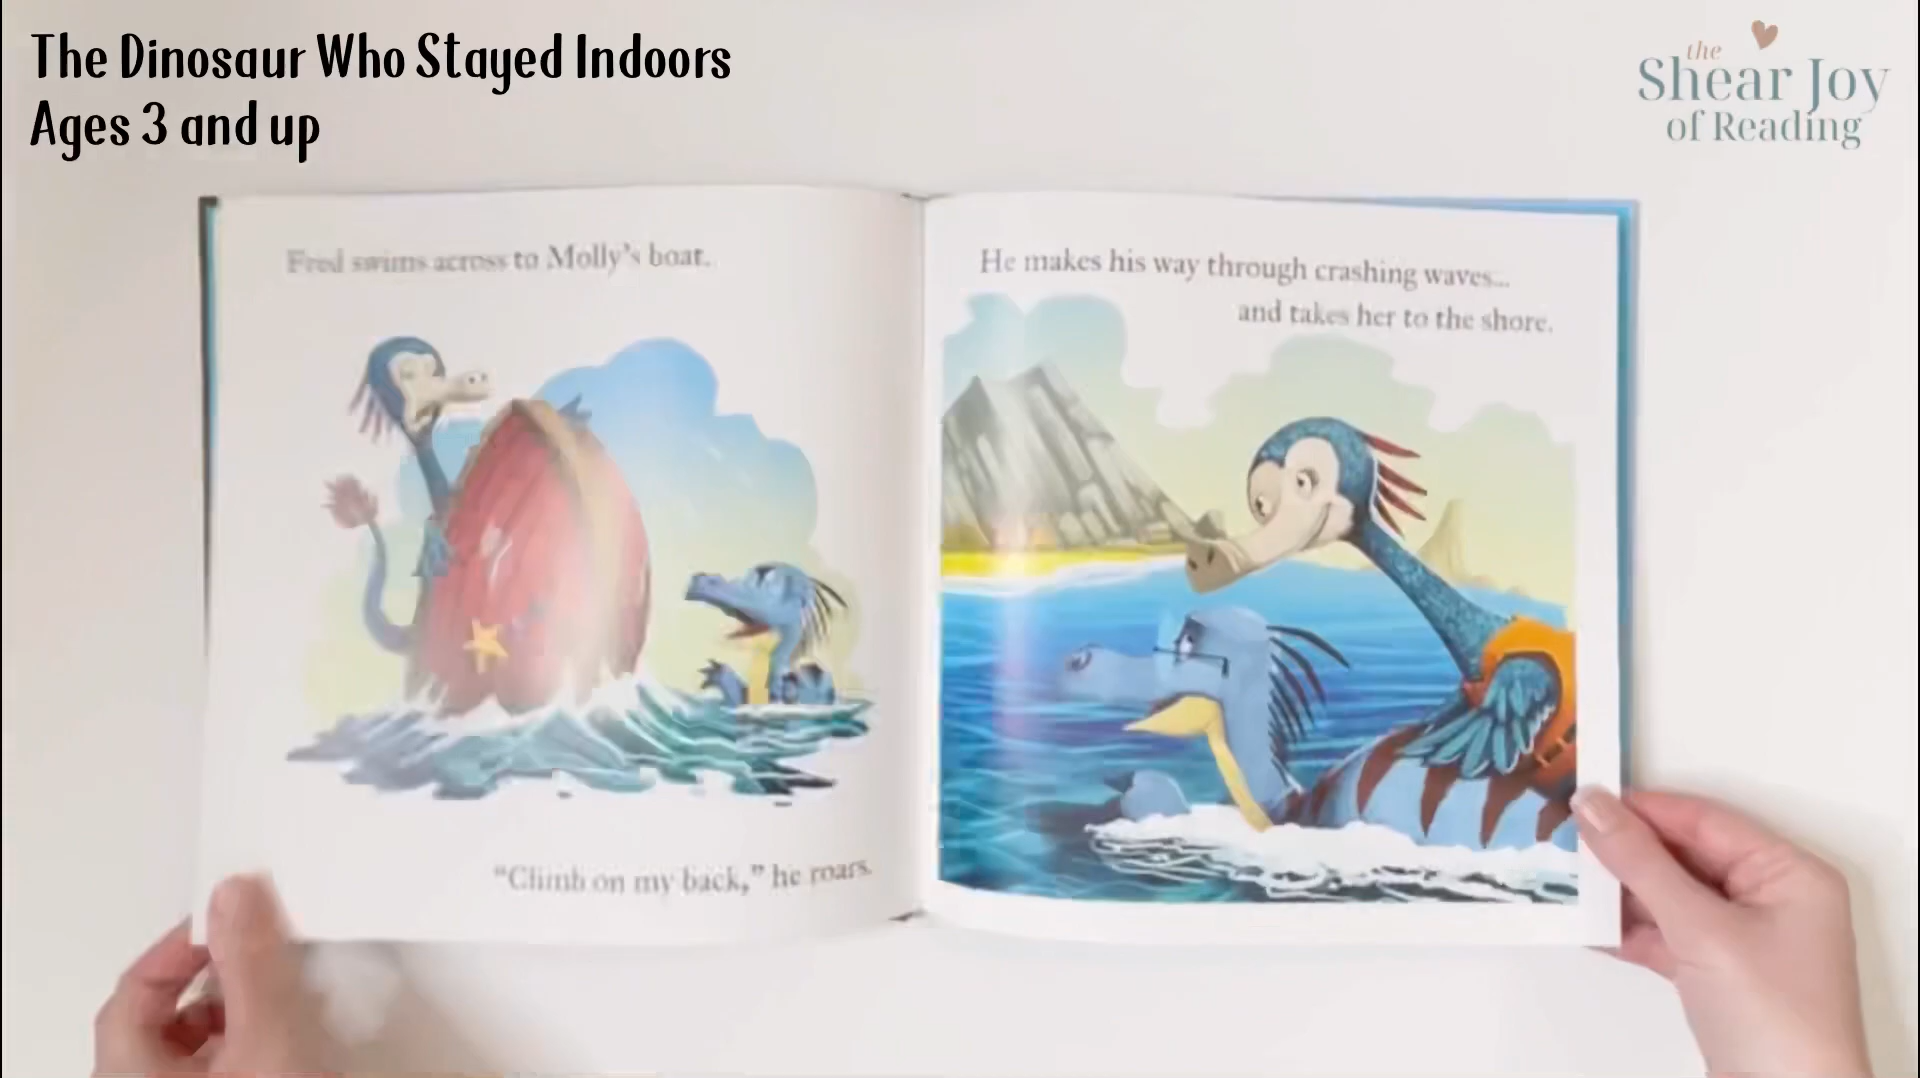 The Dinosaur Who Stayed Indoors
Ages 3 and up
the
Shear Joy
of Reading
Fred swims across to Molly's boat.
"Climb on my back," he roars.
He makes his way through crashing waves...
and takes her to the shore.